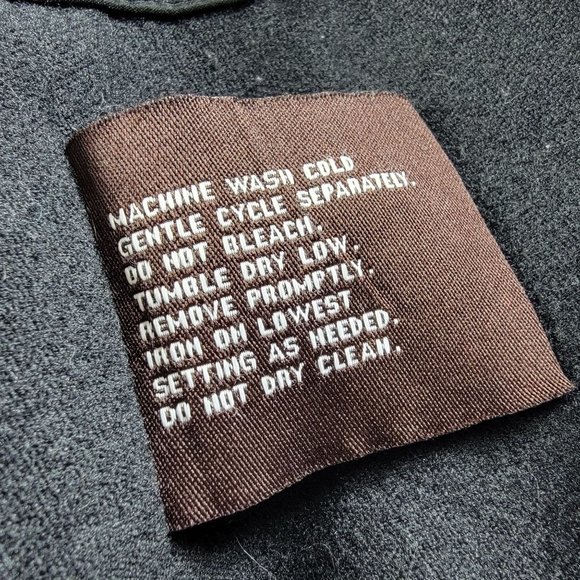 MACHINE WASH COLD
GENTLE CYCLE SEPARATELY.
DO NOT BLEACH.
TUMBLE DRY LOW.
REMOVE PROMPTLY.
IRON ON LOWEST
SETTING AS NEEDED.
DO NOT DRY CLEAN.